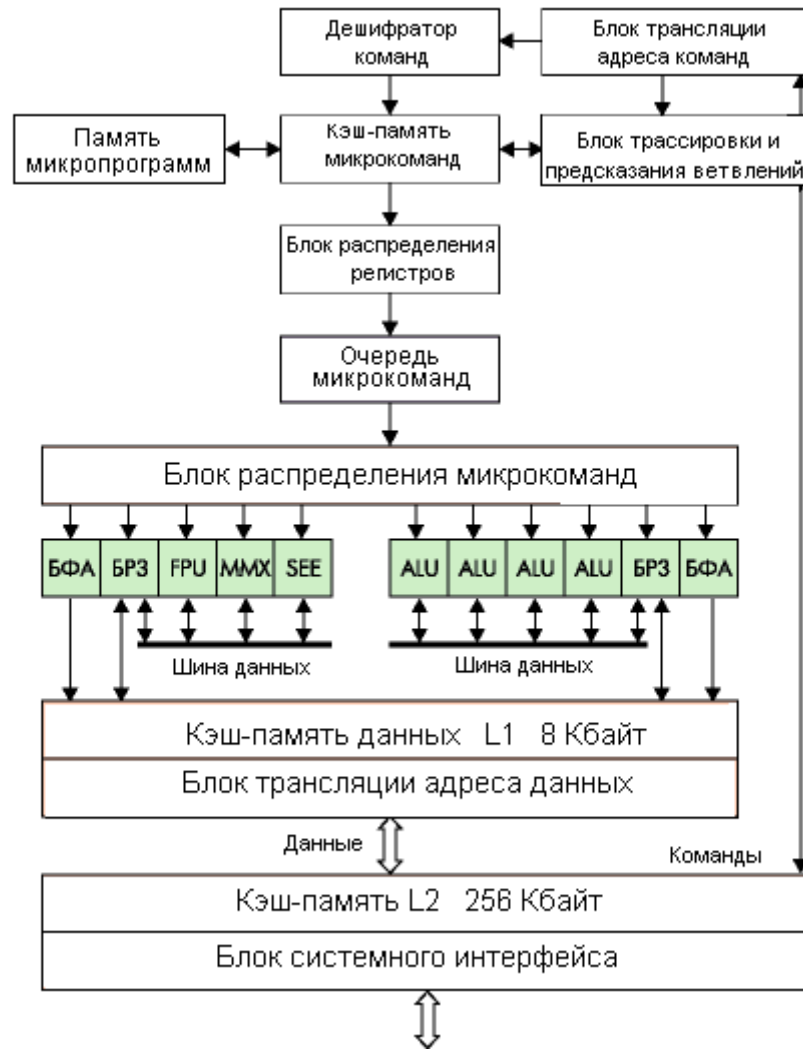 Дешифратор
команд
Блок трансляции
адреса команд
Память
микропрограмм
Кэш-память
микрокоманд
Блок трассировки и
предсказания ветвлений
Блок распределения
регистров
Очередь
микрокоманд
Блок распределения микрокоманд
БФА БРЗ FPU MMX SEE ALU ALU ALU ALU БРЗ БФА
Шина данных Шина данных
Кэш-память данных L1 8 Кбайт
Блок трансляции адреса данных
Данные
Команды
Кэш-память L2 256 Кбайт
Блок системного интерфейса